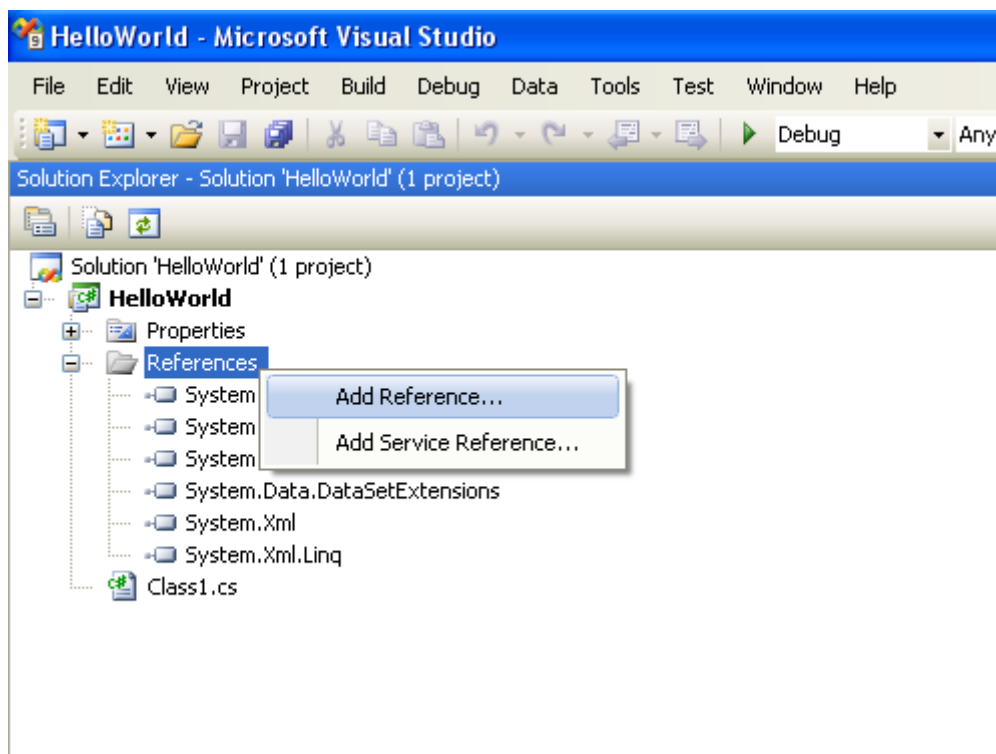 HelloWorld - Microsoft Visual Studio
File Edit View Project Build Debug Data Tools Test Window Help
Debug Any
Solution Explorer - Solution 'HelloWorld' (1 project)
Solution 'HelloWorld' (1 project)
HelloWorld
Properties
References
Add Reference...
Add Service Reference...
System
System
System
System.Data.DataSetExtensions
System.Xml
System.Xml.Linq
Class1.cs